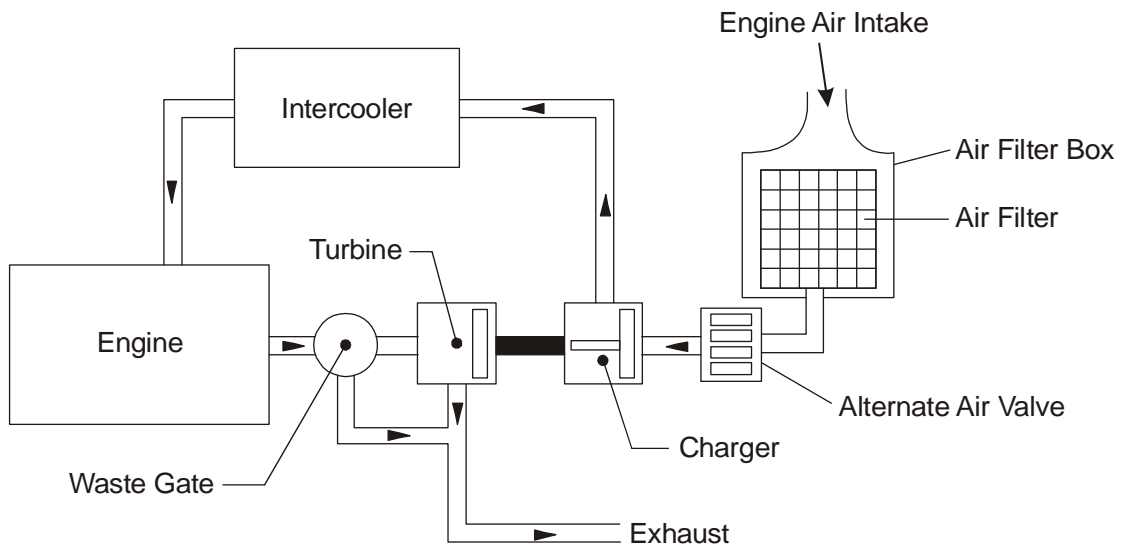 Engine Air Intake
Intercooler
Air Filter Box
Air Filter
Turbine
Engine
Alternate Air Valve
Charger
Waste Gate
Exhaust